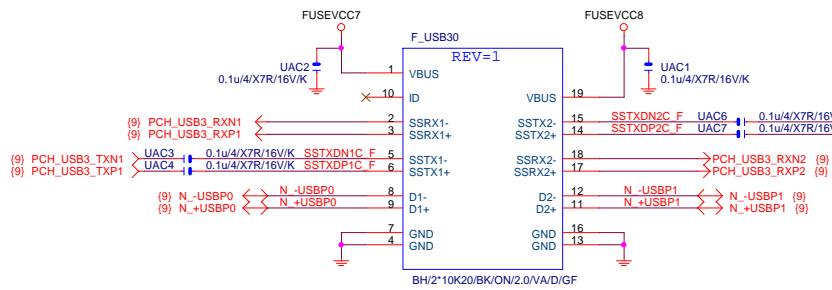 FUSEVCC7 FUSEVCC8
F_USB30
REV=1
UAC2 UAC1
0.1u/4/X7R/16V/K 0.1u/4/X7R/16V/K
1 VBUS
10 ID VBUS 19
{9} PCH_USB3_RXN1 2 SSRX1- SSTX2- 15 SSTXDN2C_F UAC6 0.1u/4/X7R/16V
{9} PCH_USB3_RXP1 3 SSRX1+ SSTX2+ 14 SSTXDP2C_F UAC7 0.1u/4/X7R/16V
{9} PCH_USB3_TXN1 UAC3 0.1u/4/X7R/16V/K SSTXDN1C_F 5 SSTX1- SSRX2- 18 PCH_USB3_RXN2 {9}
{9} PCH_USB3_TXP1 UAC4 0.1u/4/X7R/16V/K SSTXDP1C_F 6 SSTX1+ SSRX2+ 17 PCH_USB3_RXP2 {9}
{9} N_-USBP0 N_-USBP0 8 D1- D2- 12 N_-USBP1 N_-USBP1 {9}
{9} N_+USBP0 N_+USBP0 9 D1+ D2+ 11 N_+USBP1 N_+USBP1 {9}
7 GND GND 16
4 GND GND 13
BH/2*10K20/BK/ON/2.0/VA/D/GF